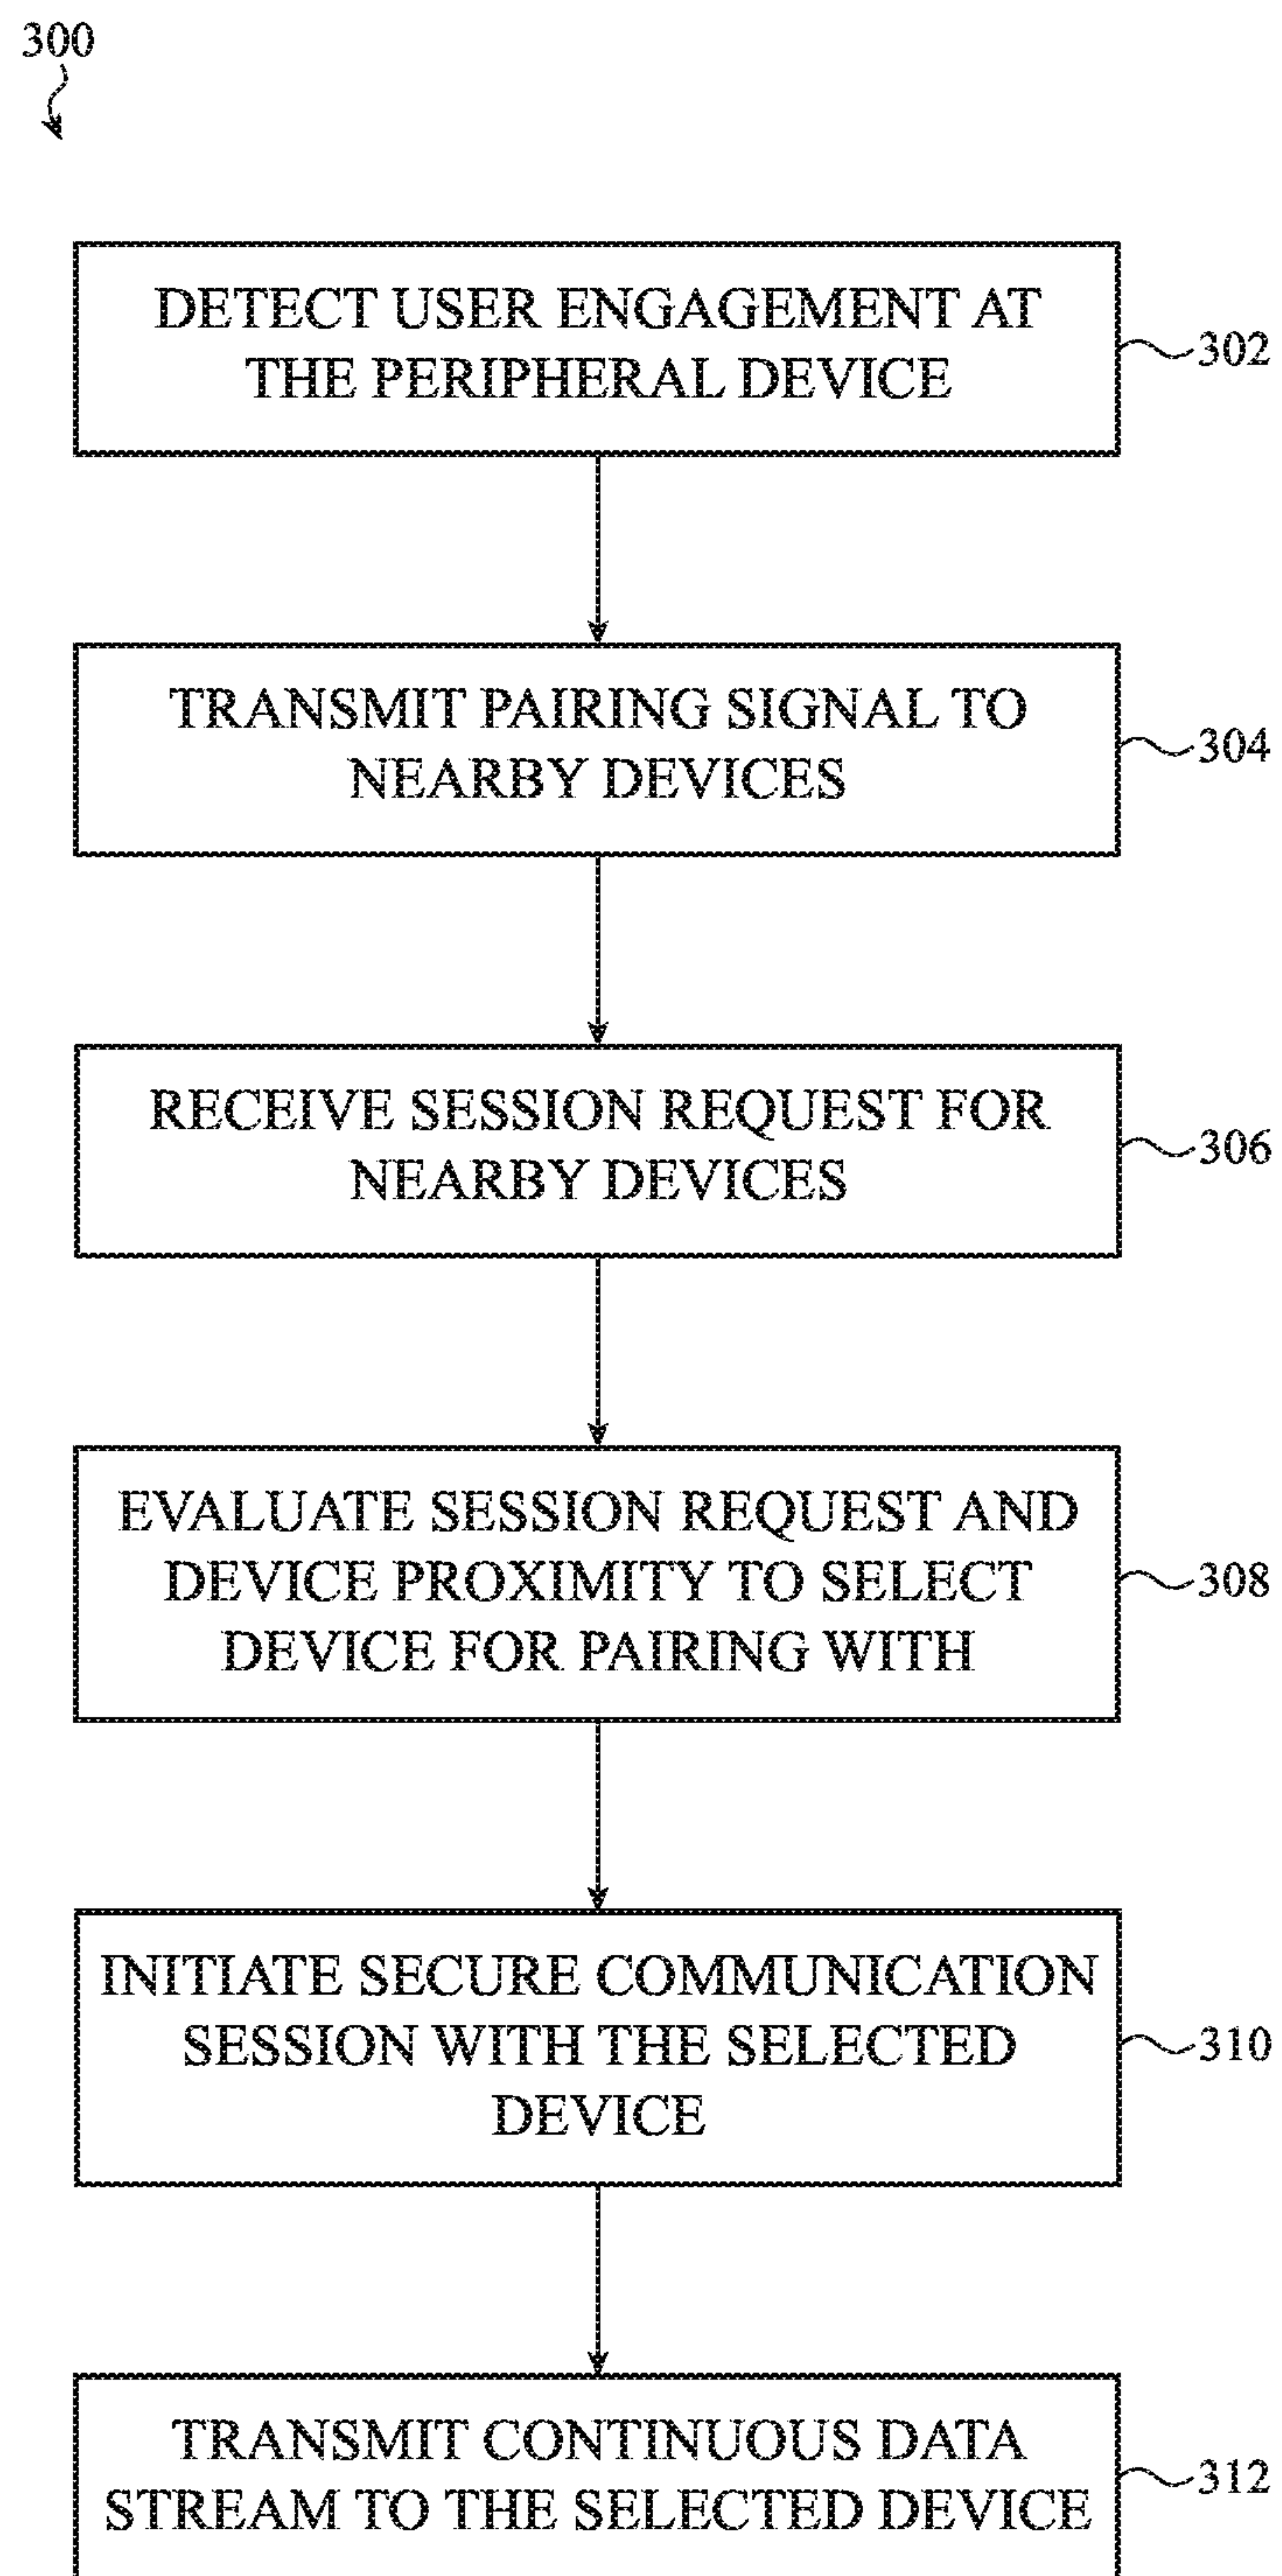 300
DETECT USER ENGAGEMENT AT
THE PERIPHERAL DEVICE
302
TRANSMIT PAIRING SIGNAL TO
NEARBY DEVICES
304
RECEIVE SESSION REQUEST FOR
NEARBY DEVICES
306
EVALUATE SESSION REQUEST AND
DEVICE PROXIMITY TO SELECT
DEVICE FOR PAIRING WITH
308
INITIATE SECURE COMMUNICATION
SESSION WITH THE SELECTED
DEVICE
310
TRANSMIT CONTINUOUS DATA
STREAM TO THE SELECTED DEVICE
312